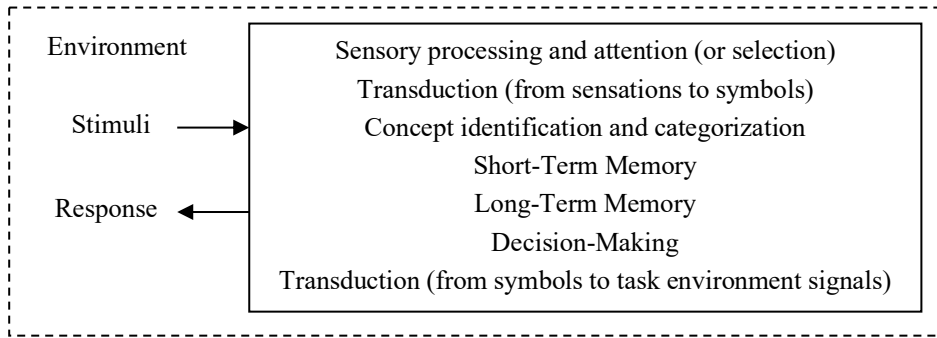 Environment
Stimuli
Response
Sensory processing and attention (or selection)
Transduction (from sensations to symbols)
Concept identification and categorization
Short-Term Memory
Long-Term Memory
Decision-Making
Transduction (from symbols to task environment signals)